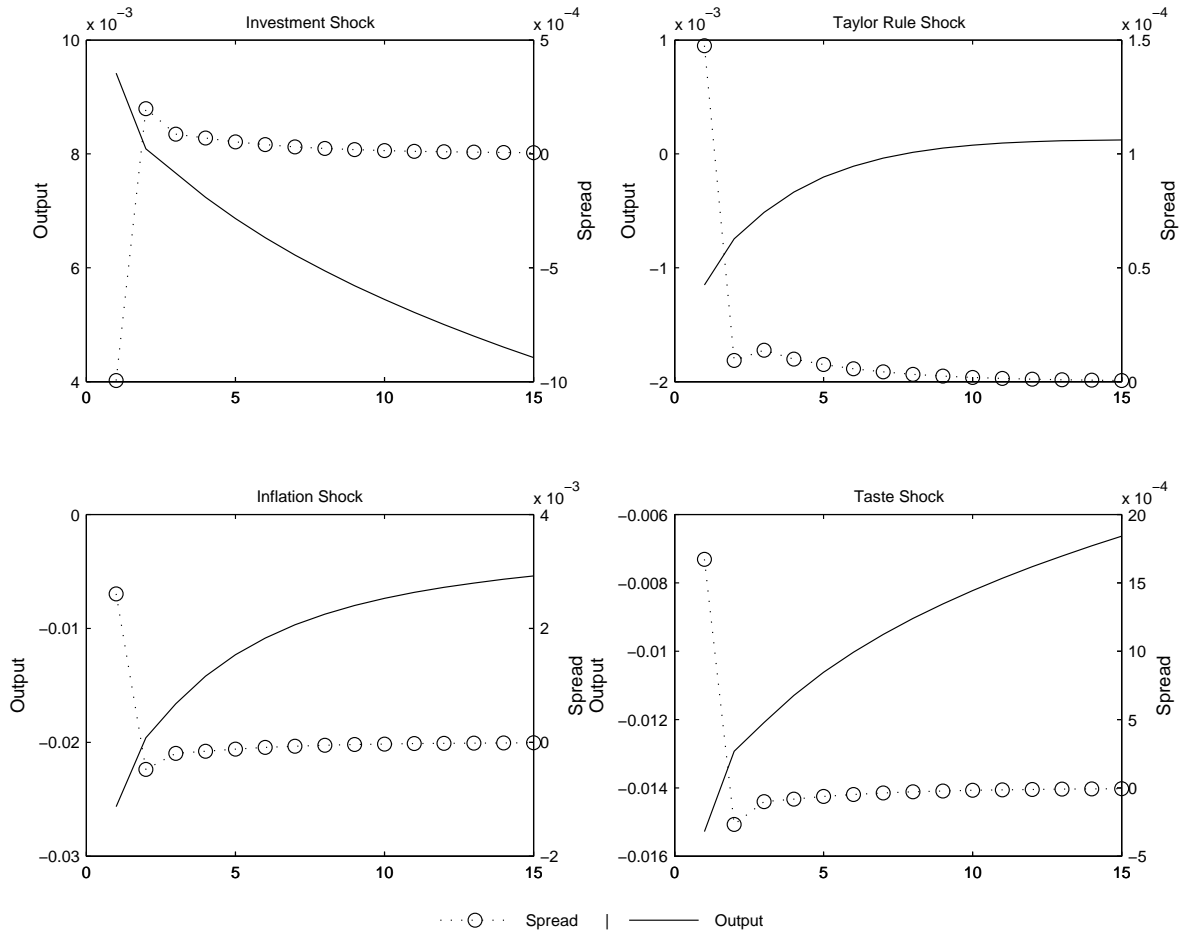 x 10−3
Investment Shock
x 10−4
10
8
6
4
5
0
−5
−10
0
5
10
15
Output
Spread
x 10−3
Taylor Rule Shock
x 10−4
1
0
−1
−2
1.5
1
0.5
0
0
5
10
15
Output
Spread
Inflation Shock
x 10−3
0
−0.01
−0.02
−0.03
4
2
0
−2
0
5
10
15
Output
Spread
Taste Shock
x 10−4
−0.006
−0.008
−0.01
−0.012
−0.014
−0.016
20
15
10
5
0
−5
0
5
10
15
Output
Spread
Spread | Output